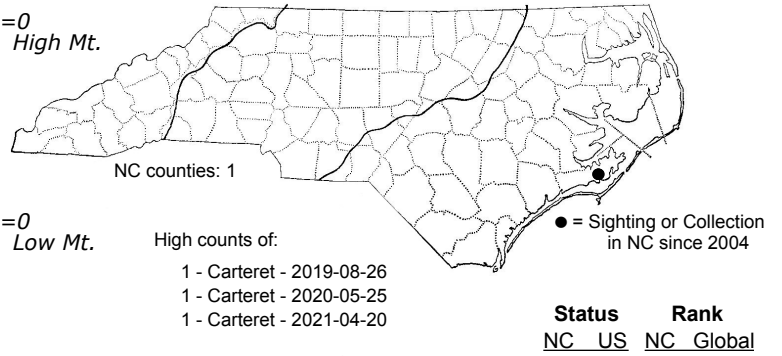 =0
High Mt.
NC counties: 1
=0
Low Mt.
High counts of:
1 - Carteret - 2019-08-26
1 - Carteret - 2020-05-25
1 - Carteret - 2021-04-20
● = Sighting or Collection
in NC since 2004
Status Rank
NC US NC Global